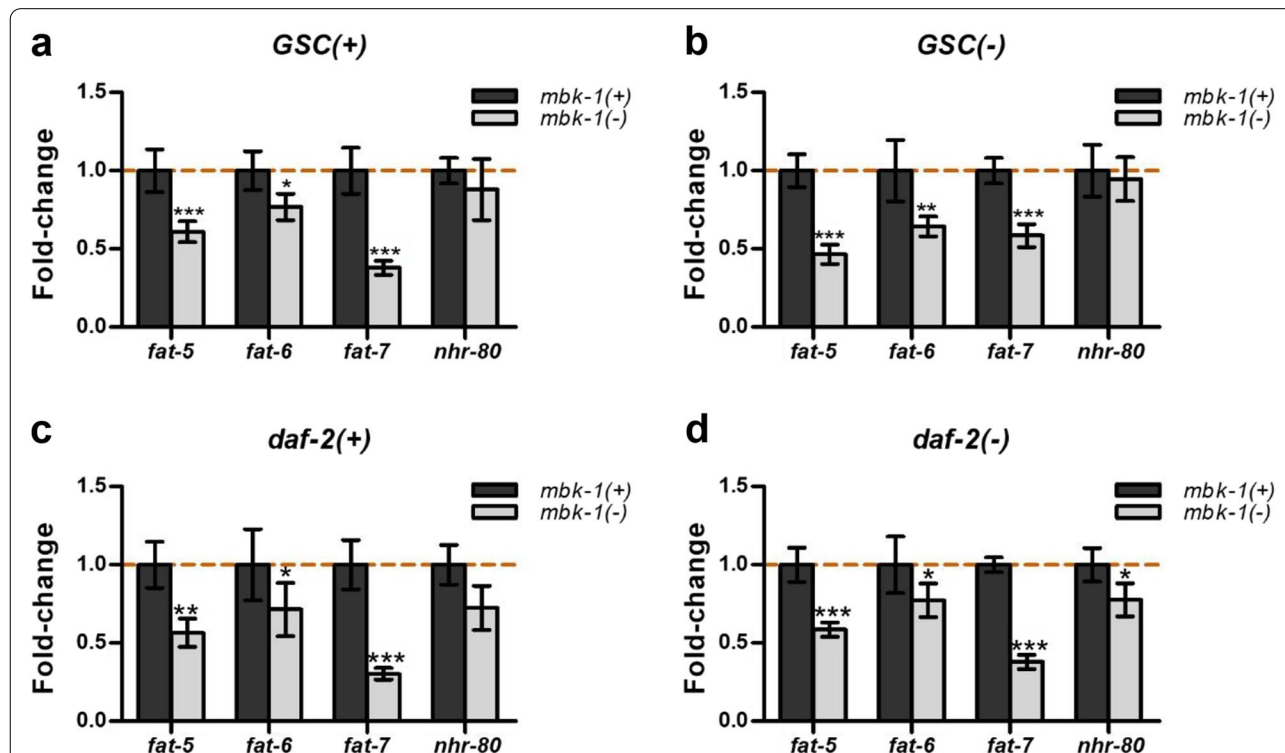 a
GSC(+)
Fold-change
1.5
1.0
0.5
0.0
mbk-1(+)
mbk-1(-)
***
*
***
fat-5 fat-6 fat-7 nhr-80
b
GSC(-)
Fold-change
1.5
1.0
0.5
0.0
mbk-1(+)
mbk-1(-)
***
**
***
fat-5 fat-6 fat-7 nhr-80
c
daf-2(+)
Fold-change
1.5
1.0
0.5
0.0
mbk-1(+)
mbk-1(-)
**
*
***
fat-5 fat-6 fat-7 nhr-80
d
daf-2(-)
Fold-change
1.5
1.0
0.5
0.0
mbk-1(+)
mbk-1(-)
***
*
***
*
fat-5 fat-6 fat-7 nhr-80